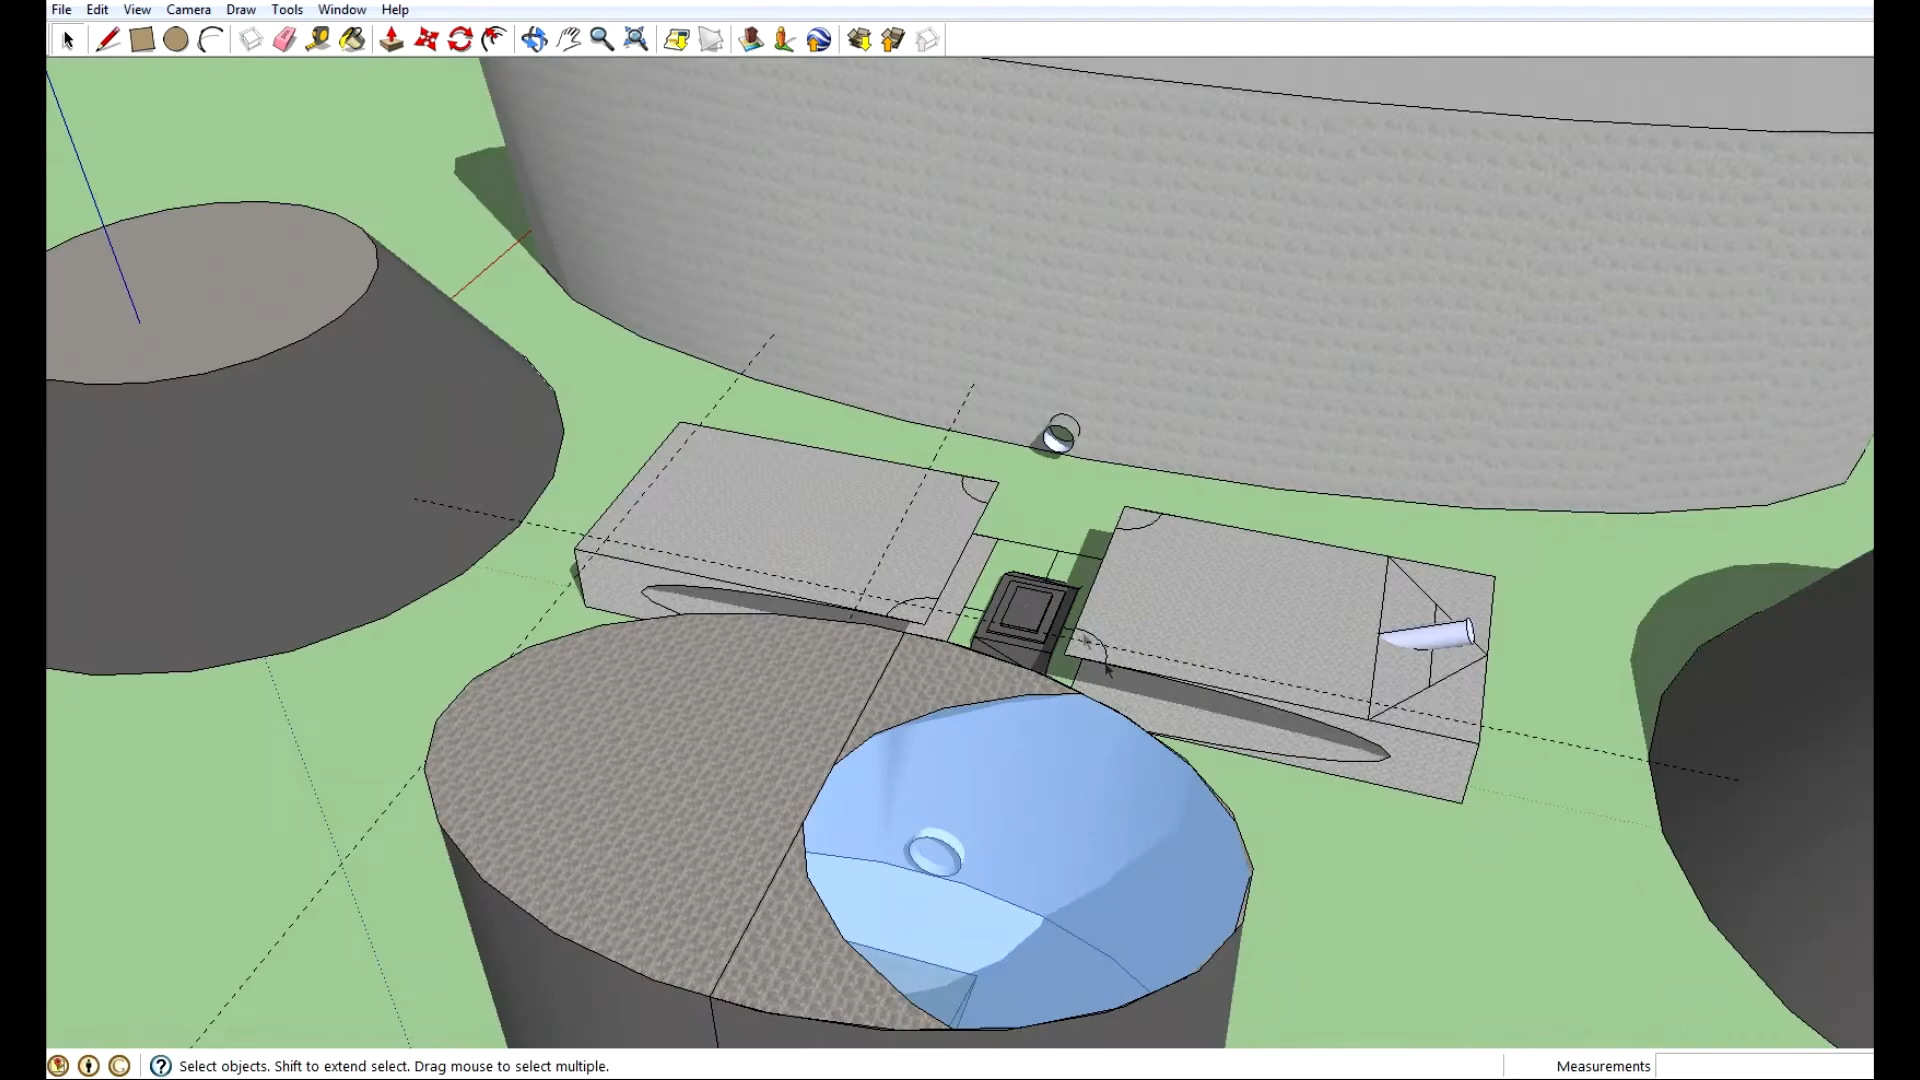 File Edit View Camera Draw Tools Window Help
Select objects. Shift to extend select. Drag mouse to select multiple.
Measurements